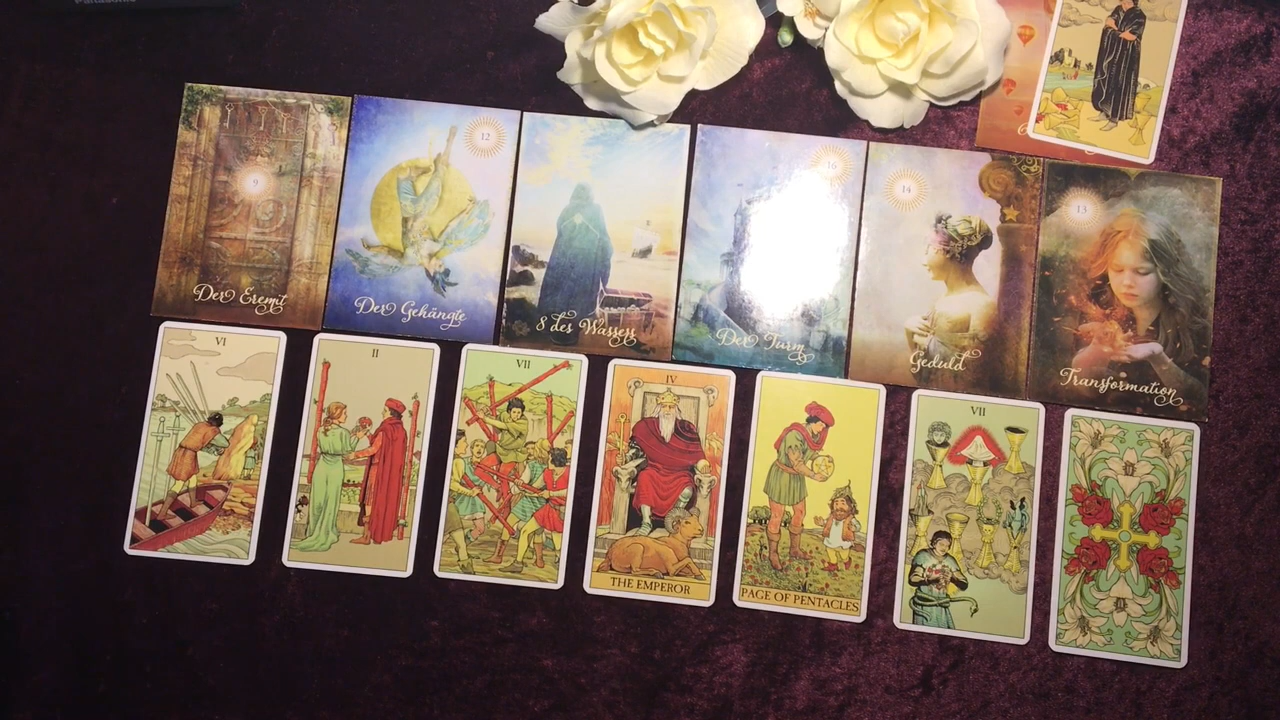 Panasonic
9
Der Eremit
12
Der Gehängte
8 des Wassers
16
Der Turm
14
Geduld
13
Transformation
VI
II
VII
IV
THE EMPEROR
PAGE OF PENTACLES
VII